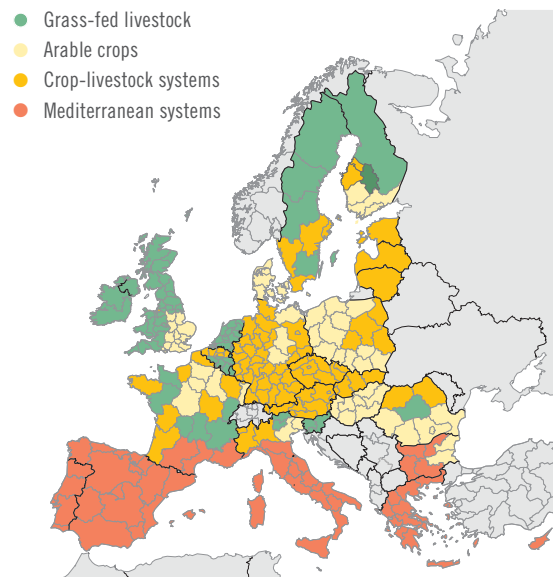 Grass-fed livestock
Arable crops
Crop-livestock systems
Mediterranean systems